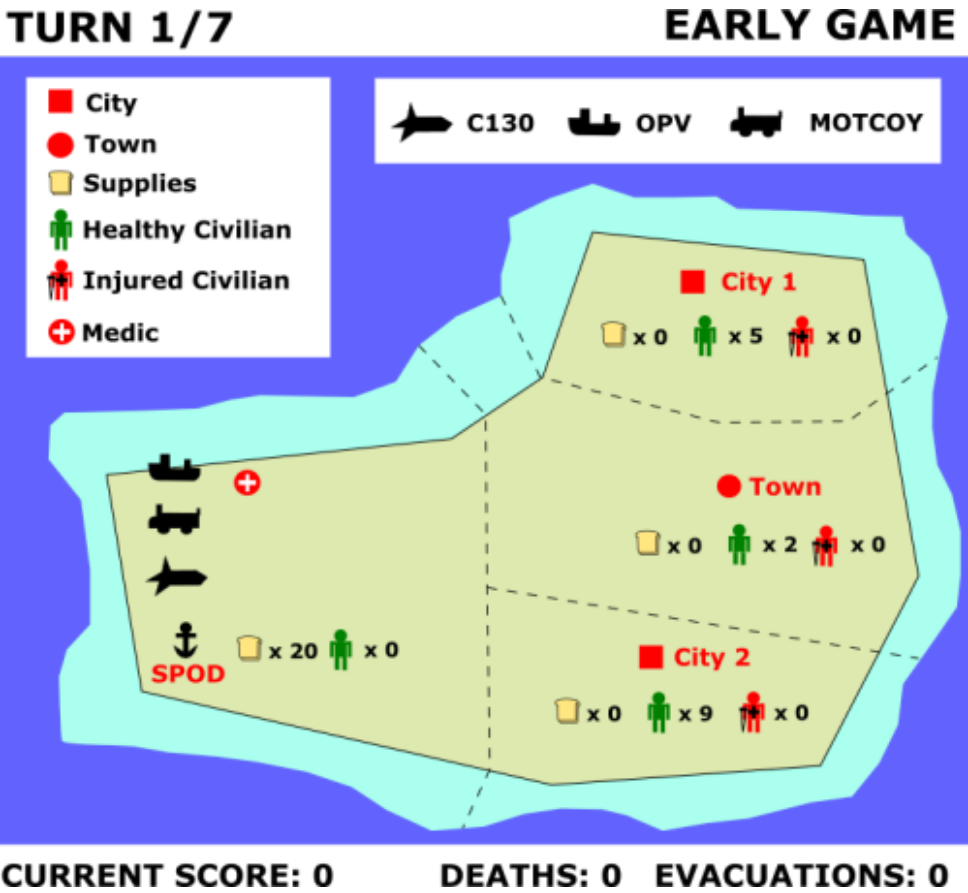 TURN 1/7
EARLY GAME
City
Town
Supplies
Healthy Civilian
Injured Civilian
Medic
C130 OPV MOTCOY
City 1
x 0 x 5 x 0
Town
x 0 x 2 x 0
SPOD x 20 x 0
City 2
x 0 x 9 x 0
CURRENT SCORE: 0 DEATHS: 0 EVACUATIONS: 0